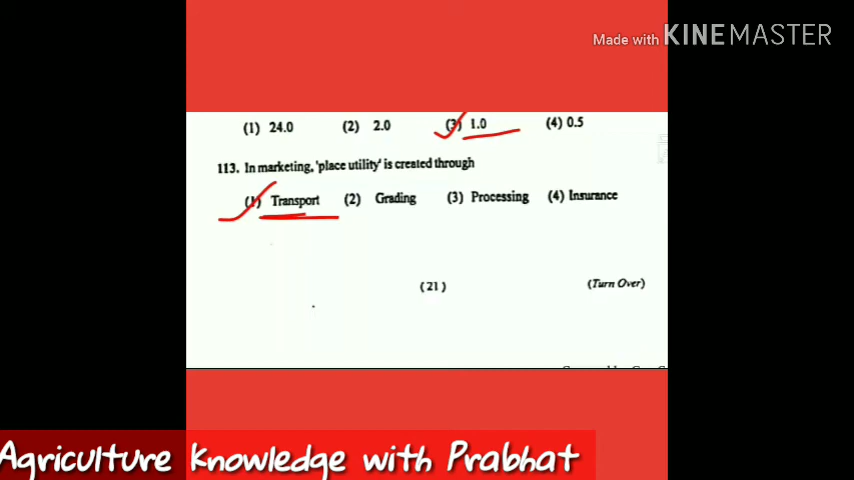 Made with KINEMASTER
(1) 24.0 (2) 2.0 (3) 1.0 (4) 0.5
113. In marketing, 'place utility' is created through
(1) Transport (2) Grading (3) Processing (4) Insurance
(21) (Turn Over)
Agriculture Knowledge with Prabhat